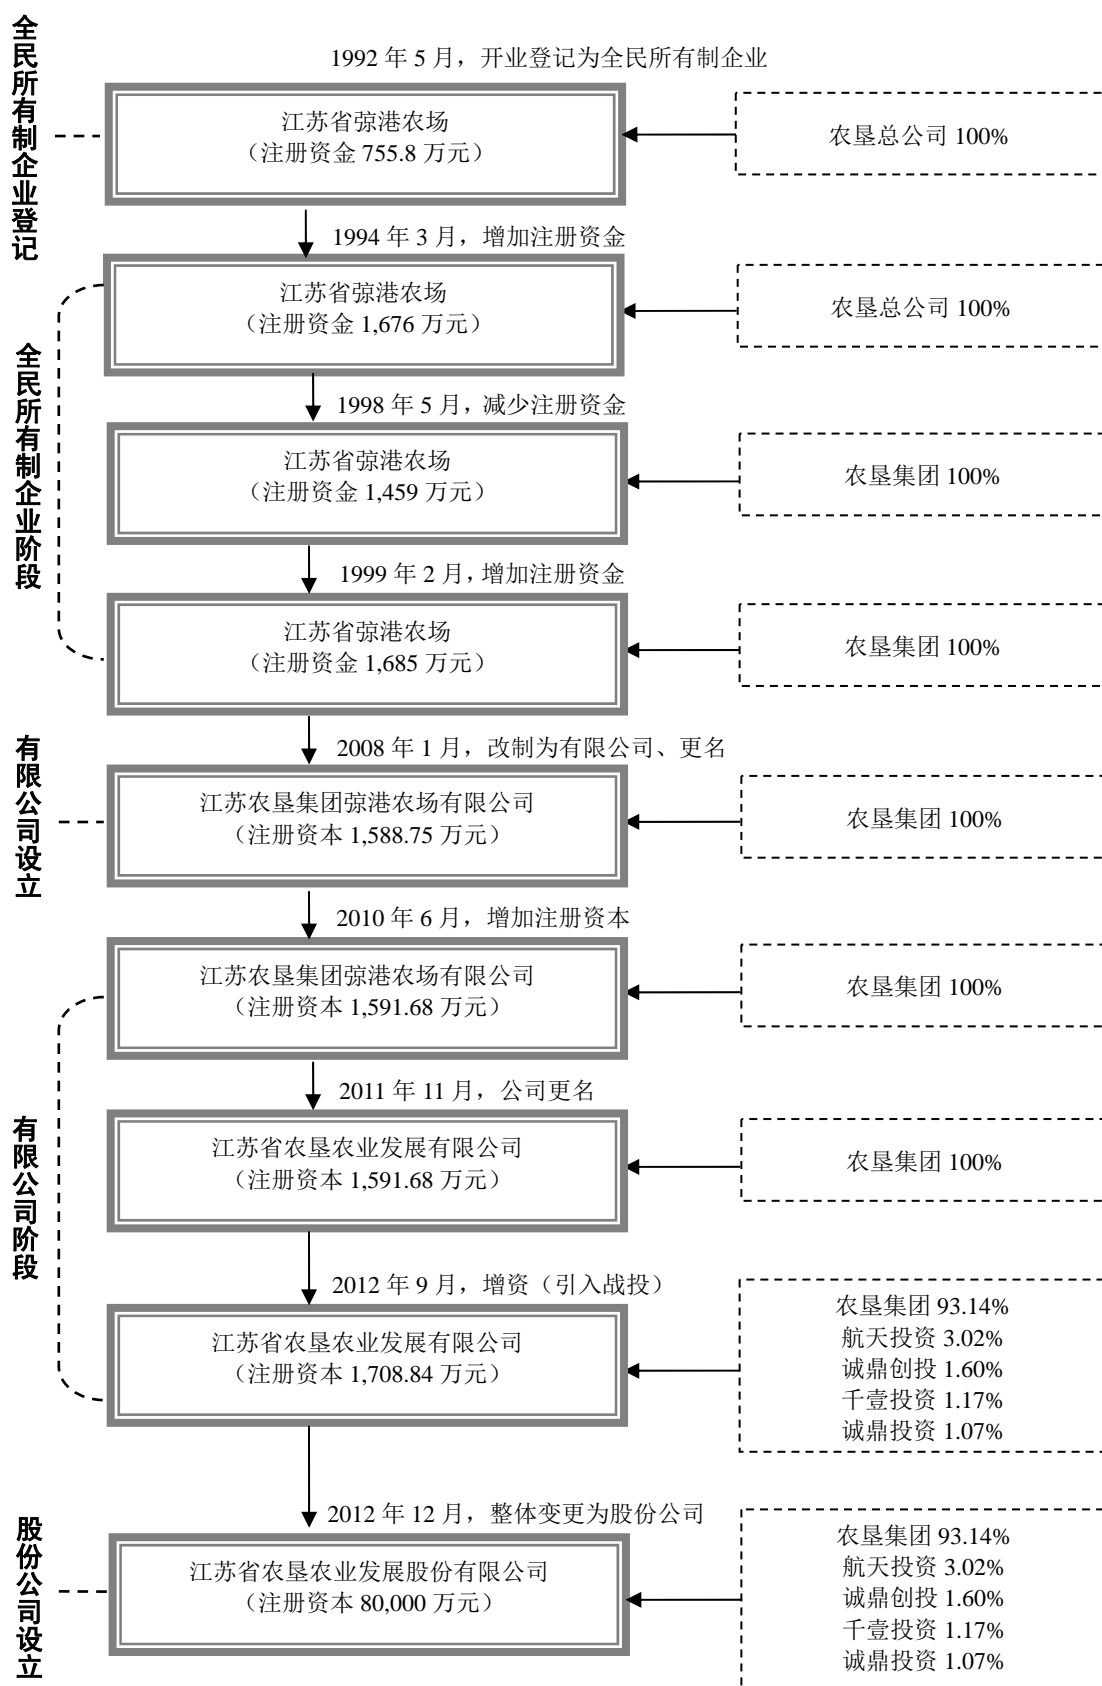 全民所有制企业登记
1992 年 5 月，开业登记为全民所有制企业
江苏省弶港农场
（注册资金 755.8 万元）
农垦总公司 100%
1994 年 3 月，增加注册资金
全民所有制企业阶段
江苏省弶港农场
（注册资金 1,676 万元）
农垦总公司 100%
1998 年 5 月，减少注册资金
江苏省弶港农场
（注册资金 1,459 万元）
农垦集团 100%
1999 年 2 月，增加注册资金
江苏省弶港农场
（注册资金 1,685 万元）
农垦集团 100%
有限公司设立
2008 年 1 月，改制为有限公司、更名
江苏农垦集团弶港农场有限公司
（注册资本 1,588.75 万元）
农垦集团 100%
2010 年 6 月，增加注册资本
有限公司阶段
江苏农垦集团弶港农场有限公司
（注册资本 1,591.68 万元）
农垦集团 100%
2011 年 11 月，公司更名
江苏省农垦农业发展有限公司
（注册资本 1,591.68 万元）
农垦集团 100%
2012 年 9 月，增资（引入战投）
江苏省农垦农业发展有限公司
（注册资本 1,708.84 万元）
农垦集团 93.14%
航天投资 3.02%
诚鼎创投 1.60%
千壹投资 1.17%
诚鼎投资 1.07%
股份公司设立
2012 年 12 月，整体变更为股份公司
江苏省农垦农业发展股份有限公司
（注册资本 80,000 万元）
农垦集团 93.14%
航天投资 3.02%
诚鼎创投 1.60%
千壹投资 1.17%
诚鼎投资 1.07%